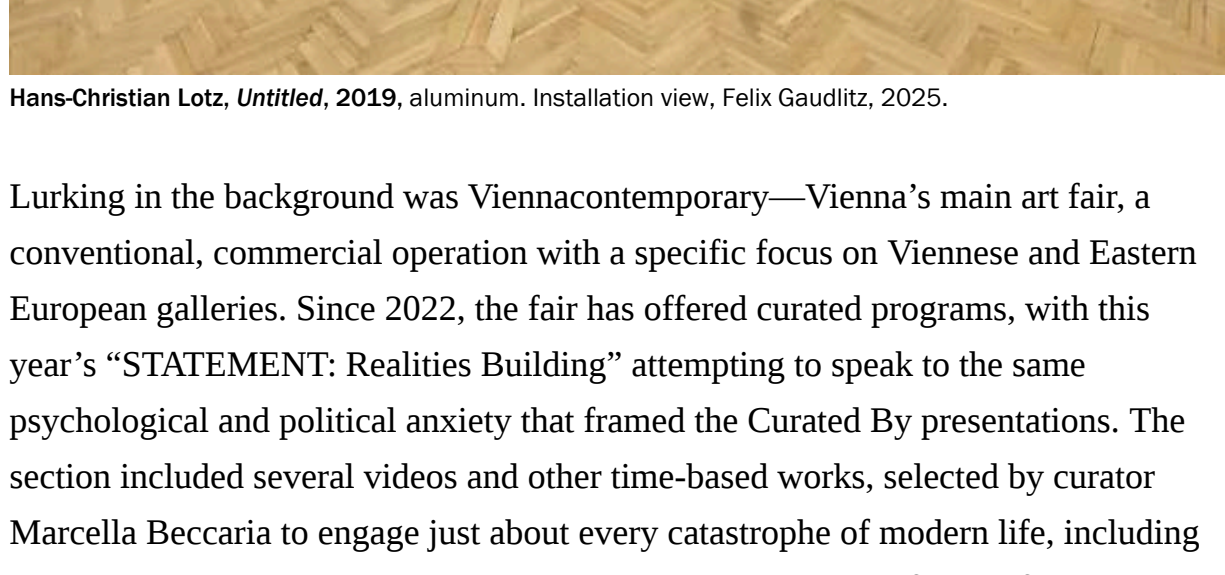 Hans-Christian Lotz, Untitled, 2019, aluminum. Installation view, Felix Gaudlitz, 2025.
Lurking in the background was Viennacontemporary—Vienna’s main art fair, a
conventional, commercial operation with a specific focus on Viennese and Eastern
European galleries. Since 2022, the fair has offered curated programs, with this
year’s “STATEMENT: Realities Building” attempting to speak to the same
psychological and political anxiety that framed the Curated By presentations. The
section included several videos and other time-based works, selected by curator
Marcella Beccaria to engage just about every catastrophe of modern life, including